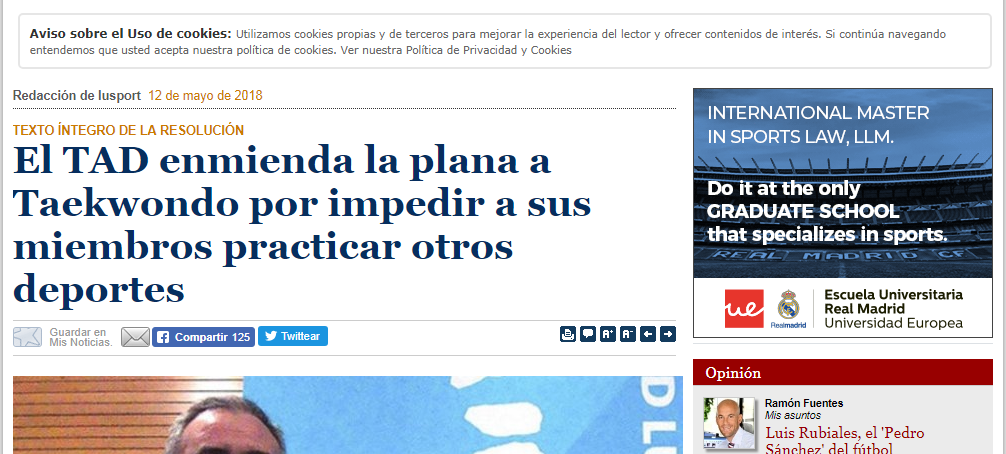 Aviso sobre el Uso de cookies: Utilizamos cookies propias y de terceros para mejorar la experiencia del lector y ofrecer contenidos de interés. Si continúa navegando
entendemos que usted acepta nuestra política de cookies. Ver nuestra Política de Privacidad y Cookies
Redacción de Iusport 12 de mayo de 2018
TEXTO ÍNTEGRO DE LA RESOLUCIÓN
El TAD enmienda la plana a
Taekwondo por impedir a sus
miembros practicar otros
deportes
Guardar en
Mis Noticias.
Compartir 125
Twittear
A+
A-
INTERNATIONAL MASTER
IN SPORTS LAW, LLM.
Do it at the only
GRADUATE SCHOOL
that specializes in sports.
REAL MADRID CF
ue
Realmadrid
Escuela Universitaria
Real Madrid
Universidad Europea
Opinión
Ramón Fuentes
Mis asuntos
Luis Rubiales, el 'Pedro
Sánchez' del fútbol